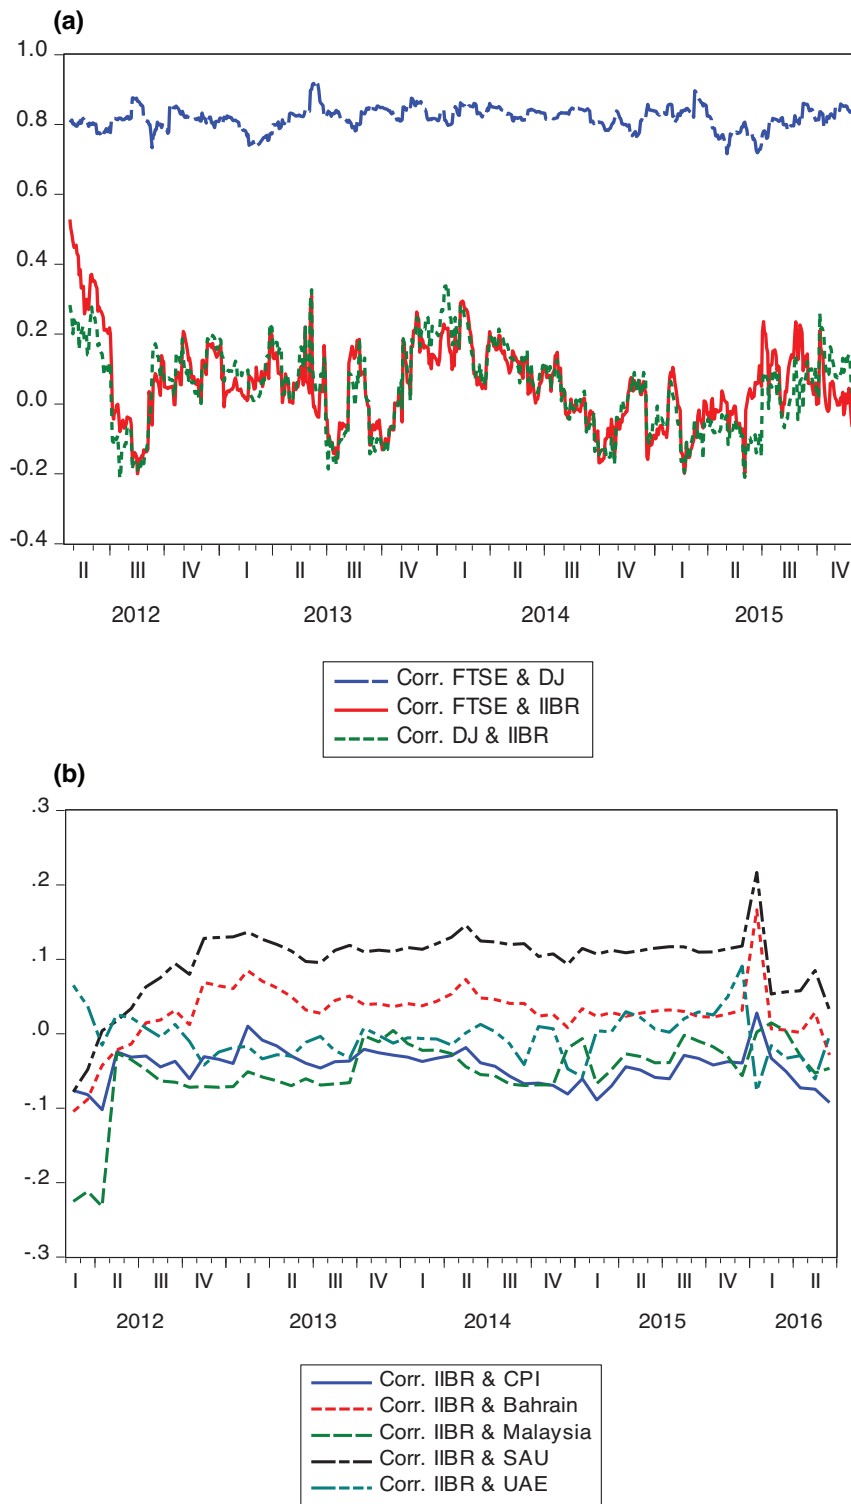 (a)
1.0
0.8
0.6
0.4
0.2
0.0
-0.2
-0.4
II III IV I II III IV I II III IV I II III IV
2012 2013 2014 2015
Corr. FTSE & DJ
Corr. FTSE & IIBR
Corr. DJ & IIBR
(b)
.3
.2
.1
.0
-.1
-.2
-.3
I II III IV I II III IV I II III IV I II III IV I II
2012 2013 2014 2015 2016
Corr. IIBR & CPI
Corr. IIBR & Bahrain
Corr. IIBR & Malaysia
Corr. IIBR & SAU
Corr. IIBR & UAE